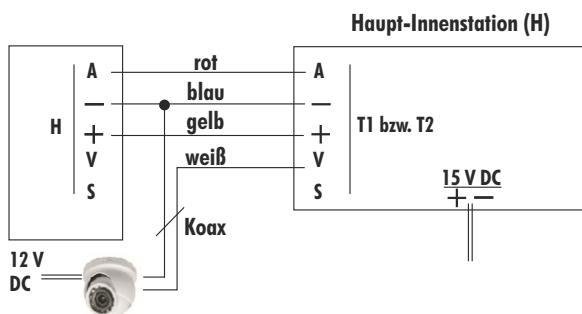 Haupt-Innenstation (H)
A rot A
− blau −
H + gelb + T1 bzw. T2
V weiß V
S S
15 V DC
+ −
Koax
12 V
DC